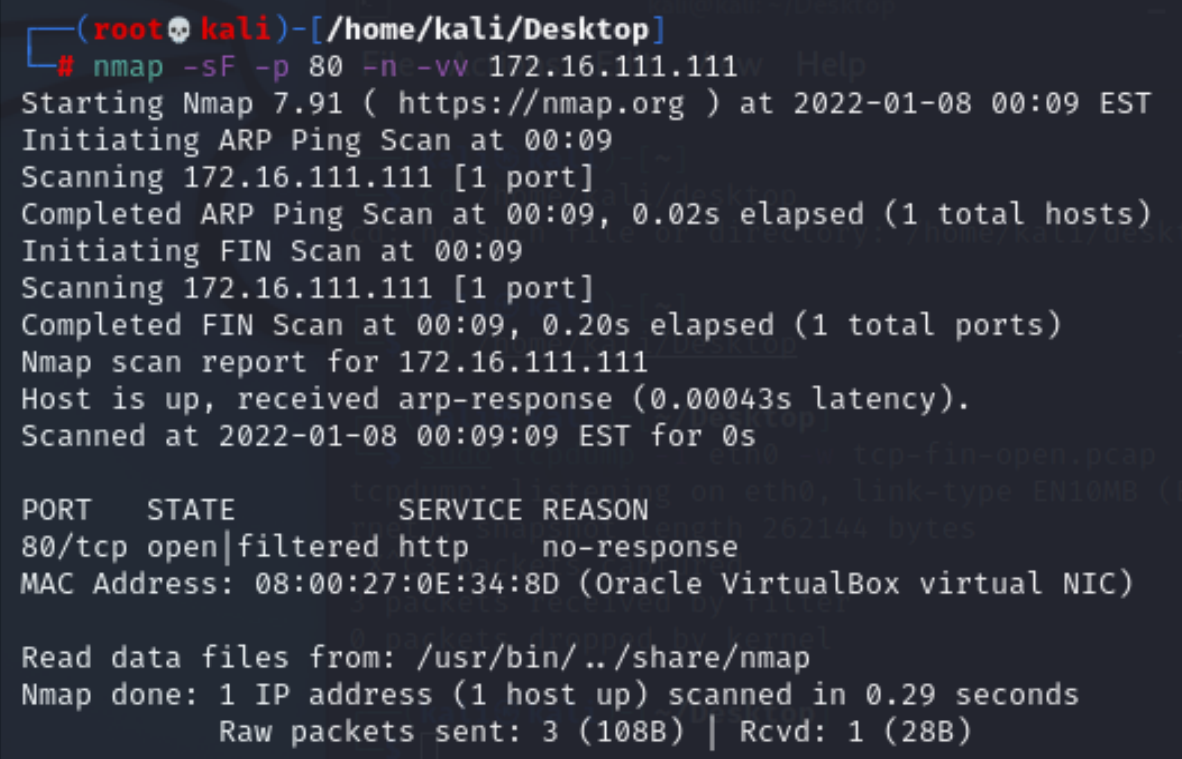 (root💀kali)-[/home/kali/Desktop]
# nmap -sF -p 80 -n -vv 172.16.111.111
Starting Nmap 7.91 ( https://nmap.org ) at 2022-01-08 00:09 EST
Initiating ARP Ping Scan at 00:09
Scanning 172.16.111.111 [1 port]
Completed ARP Ping Scan at 00:09, 0.02s elapsed (1 total hosts)
Initiating FIN Scan at 00:09
Scanning 172.16.111.111 [1 port]
Completed FIN Scan at 00:09, 0.20s elapsed (1 total ports)
Nmap scan report for 172.16.111.111
Host is up, received arp-response (0.00043s latency).
Scanned at 2022-01-08 00:09:09 EST for 0s
PORT   STATE         SERVICE REASON
80/tcp open|filtered http    no-response
MAC Address: 08:00:27:0E:34:8D (Oracle VirtualBox virtual NIC)
Read data files from: /usr/bin/../share/nmap
Nmap done: 1 IP address (1 host up) scanned in 0.29 seconds
           Raw packets sent: 3 (108B) | Rcvd: 1 (28B)